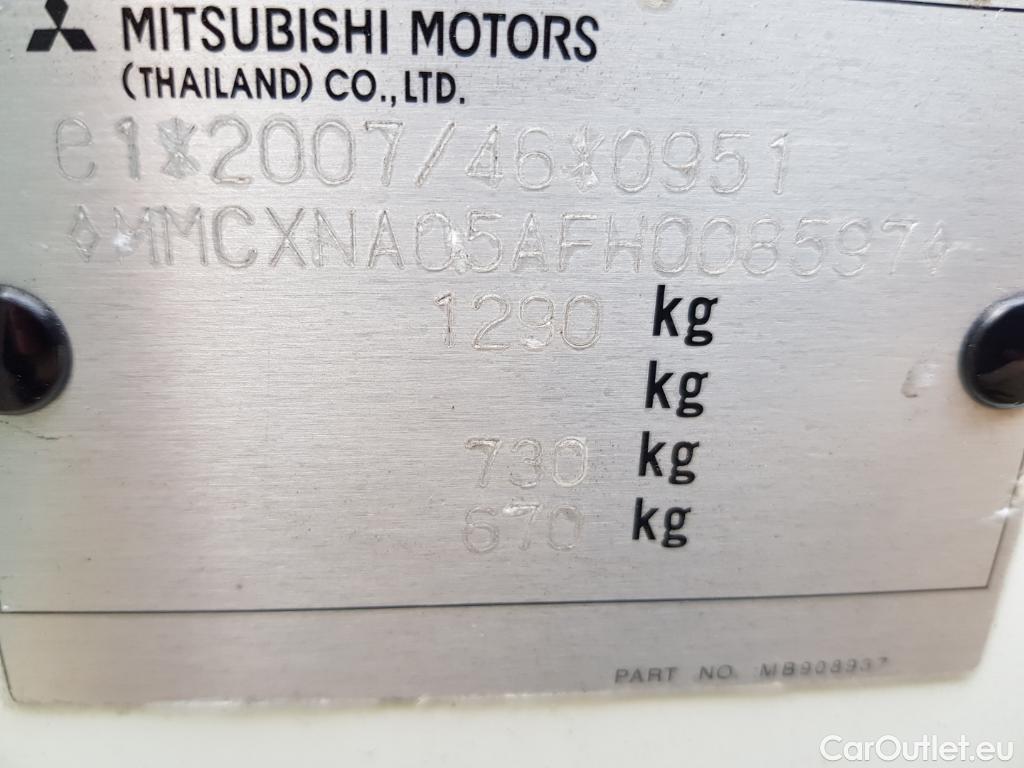 MITSUBISHI MOTORS
(THAILAND) CO., LTD.
e1*2007/46*0951
◊MMCXNA05AFH008597◊
1290 kg
kg
730 kg
670 kg
PART NO. MB908937
CarOutlet.eu